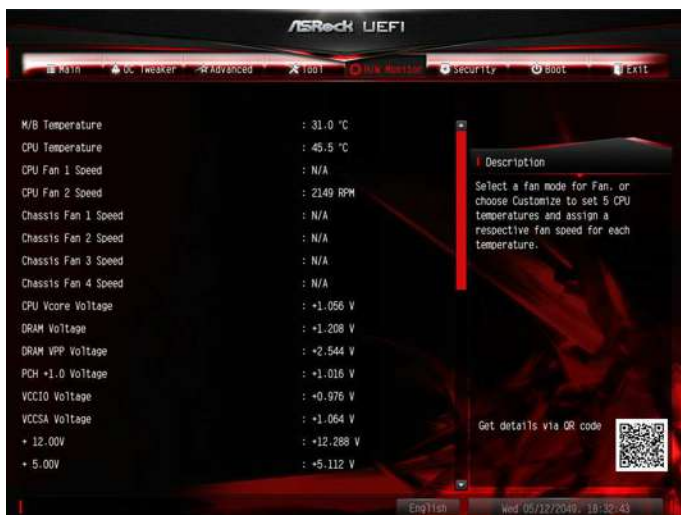 ASRock UEFI
Main OC Tweaker Advanced Tool H/W Monitor Security Boot Exit
M/B Temperature : 31.0 °C
CPU Temperature : 45.5 °C
CPU Fan 1 Speed : N/A
CPU Fan 2 Speed : 2149 RPM
Chassis Fan 1 Speed : N/A
Chassis Fan 2 Speed : N/A
Chassis Fan 3 Speed : N/A
Chassis Fan 4 Speed : N/A
CPU Vcore Voltage : +1.056 V
DRAM Voltage : +1.208 V
DRAM VPP Voltage : +2.544 V
PCH +1.0 Voltage : +1.016 V
VCCIO Voltage : +0.976 V
VCCSA Voltage : +1.064 V
+ 12.00V : +12.288 V
+ 5.00V : +5.112 V
Description
Select a fan mode for Fan, or
choose Customize to set 5 CPU
temperatures and assign a
respective fan speed for each
temperature.
Get details via QR code
English
Wed 05/12/2049, 18:32:43